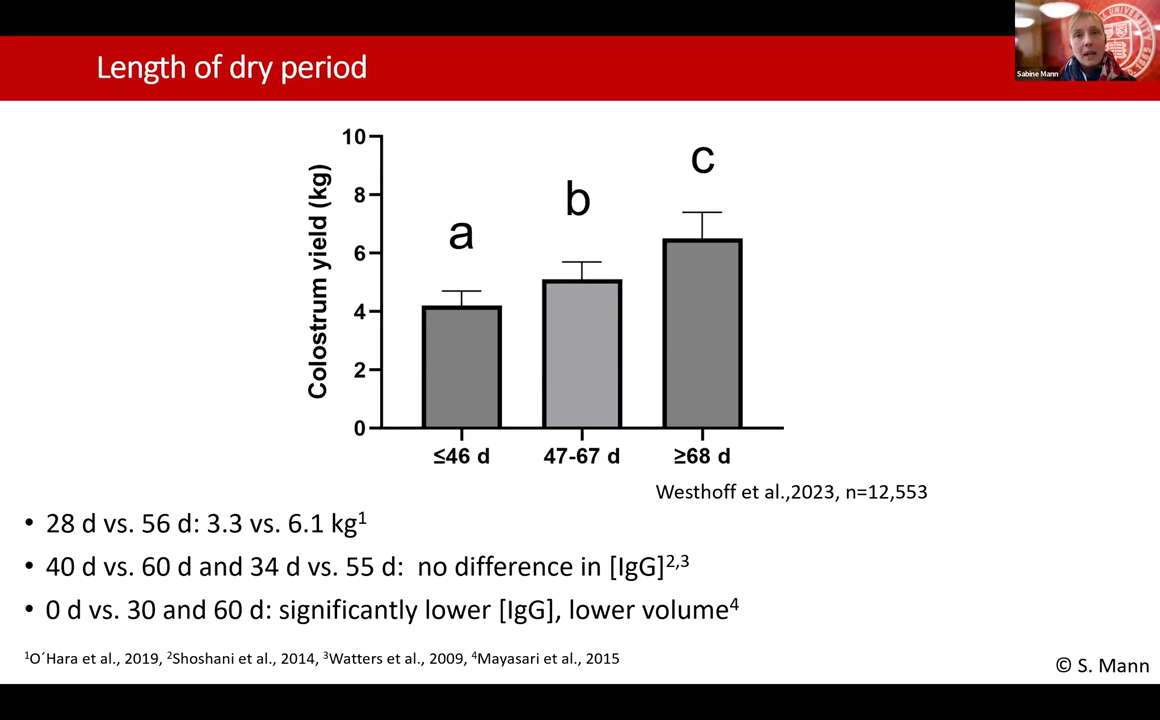 Length of dry period
Sabine Mann
Colostrum yield (kg)
10
8
6
4
2
0
a
b
c
≤46 d
47-67 d
≥68 d
Westhoff et al.,2023, n=12,553
• 28 d vs. 56 d: 3.3 vs. 6.1 kg¹
• 40 d vs. 60 d and 34 d vs. 55 d:  no difference in [IgG]²,³
• 0 d vs. 30 and 60 d: significantly lower [IgG], lower volume⁴
¹O´Hara et al., 2019, ²Shoshani et al., 2014, ³Watters et al., 2009, ⁴Mayasari et al., 2015
© S. Mann